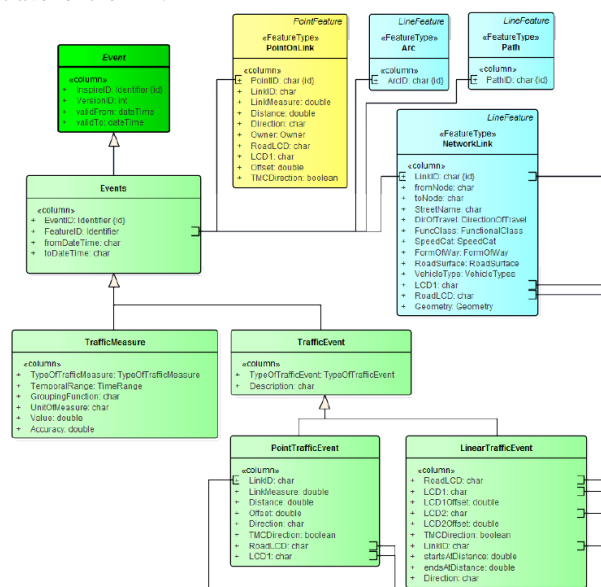 Event
«column»
+ InspireID: Identifier {id}
+ VersionID: int
+ validFrom: dateTime
+ validTo: dateTime
PointFeature
«FeatureType»
PointOnLink
«column»
+ PointID: char {id}
+ LinkID: char
+ LinkMeasure: double
+ Distance: double
+ Direction: char
+ Owner: Owner
+ RoadLCD: char
+ LCD1: char
+ Offset: double
+ TMCDirection: boolean
LineFeature
«FeatureType»
Arc
«column»
+ ArcID: char {id}
LineFeature
«FeatureType»
Path
«column»
+ PathID: char {id}
LineFeature
«FeatureType»
NetworkLink
«column»
+ LinkID: char {id}
+ fromNode: char
+ toNode: char
+ StreetName: char
+ DirOfTravel: DirectionOfTravel
+ FuncClass: FunctionalClass
+ SpeedCat: SpeedCat
+ FormOfWay: FormOfWay
+ RoadSurface: RoadSurface
+ VehicleType: VehicleTypes
+ LCD1: char
+ RoadLCD: char
+ Geometry: Geometry
Events
«column»
+ EventID: Identifier {id}
+ FeatureID: Identifier
+ fromDateTime: char
+ toDateTime: char
TrafficMeasure
«column»
+ TypeOfTrafficMeasure: TypeOfTrafficMeasure
+ TemporalRange: TimeRange
+ GroupingFunction: char
+ UnitOfMeasure: char
+ Value: double
+ Accuracy: double
TrafficEvent
«column»
+ TypeOfTrafficEvent: TypeOfTrafficEvent
+ Description: char
PointTrafficEvent
«column»
+ LinkID: char
+ LinkMeasure: double
+ Distance: double
+ Offset: double
+ Direction: char
+ TMCDirection: boolean
+ RoadLCD: char
+ LCD1: char
LinearTrafficEvent
«column»
+ RoadLCD: char
+ LCD1: char
+ LCD1Offset: double
+ LCD2: char
+ LCD2Offset: double
+ TMCDirection: boolean
+ LinkID: char
+ startsAtDistance: double
+ endsAtDistance: double
+ Direction: char